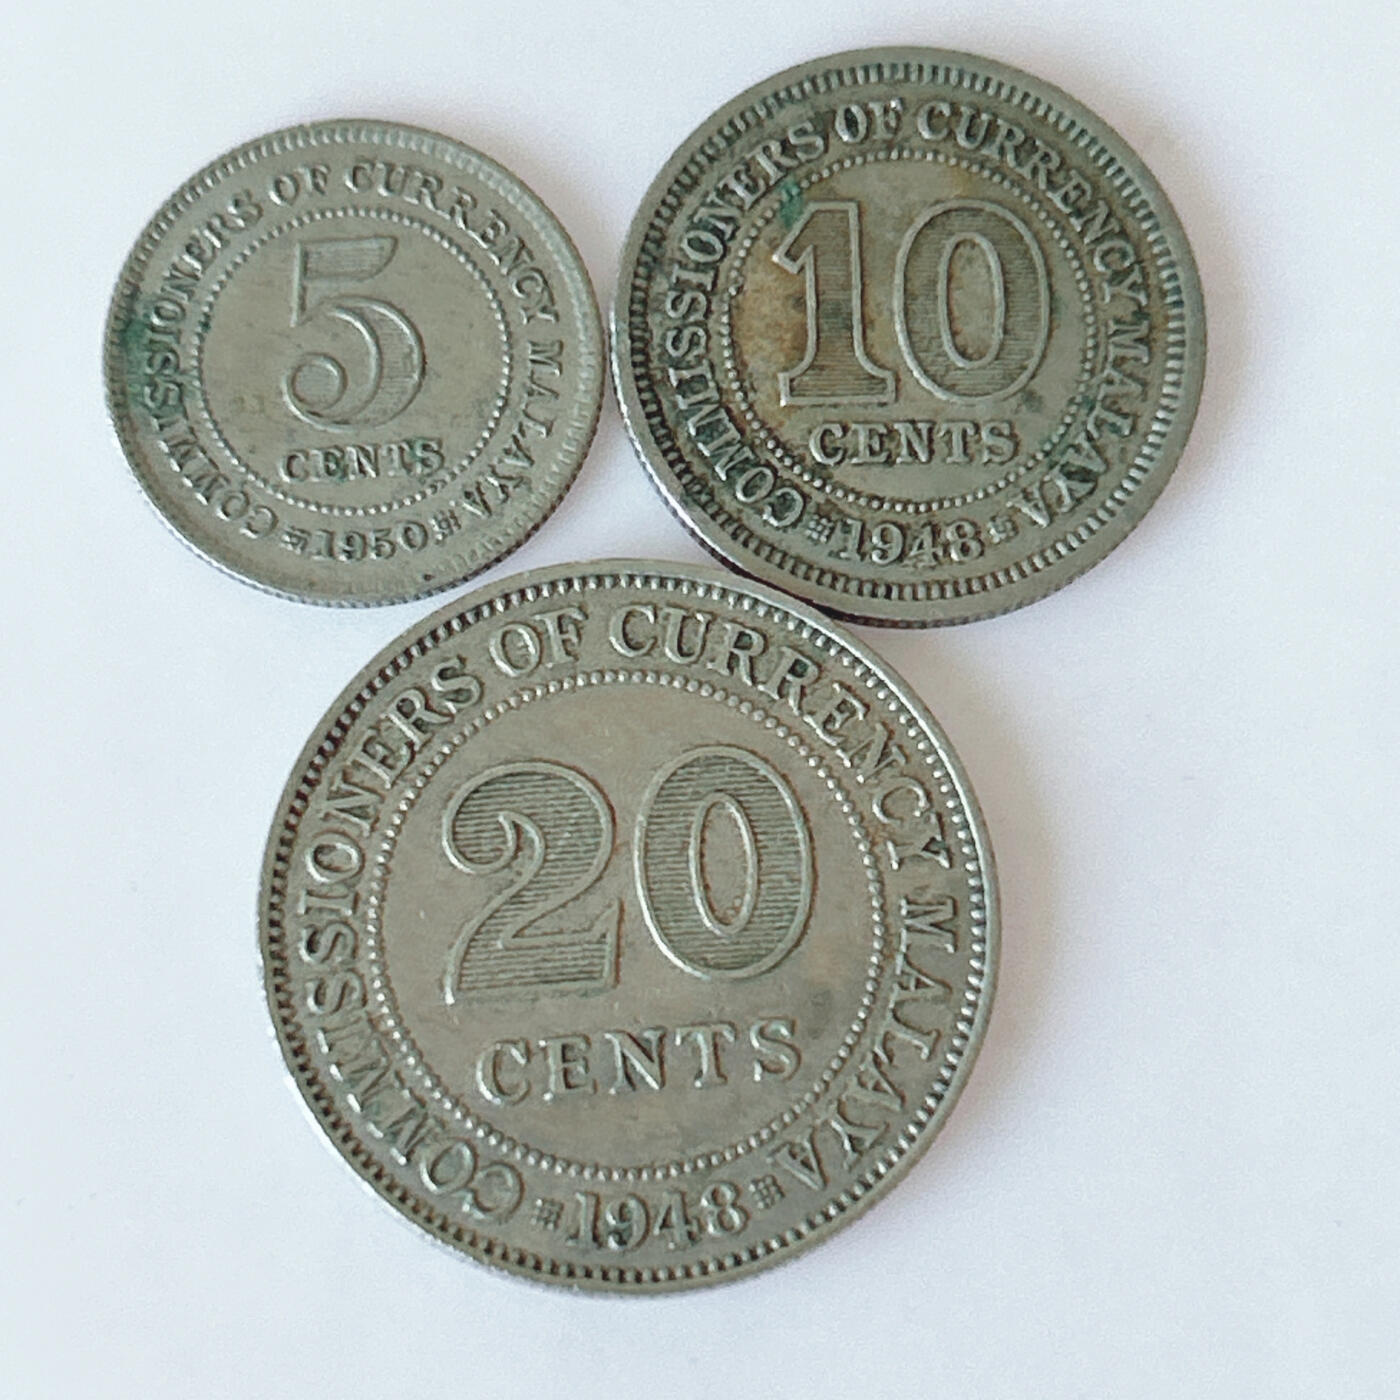 COMMISSIONERS OF CURRENCY MALAYA
5
CENTS
1950
COMMISSIONERS OF CURRENCY MALAYA
10
CENTS
1948
COMMISSIONERS OF CURRENCY MALAYA
20
CENTS
1948